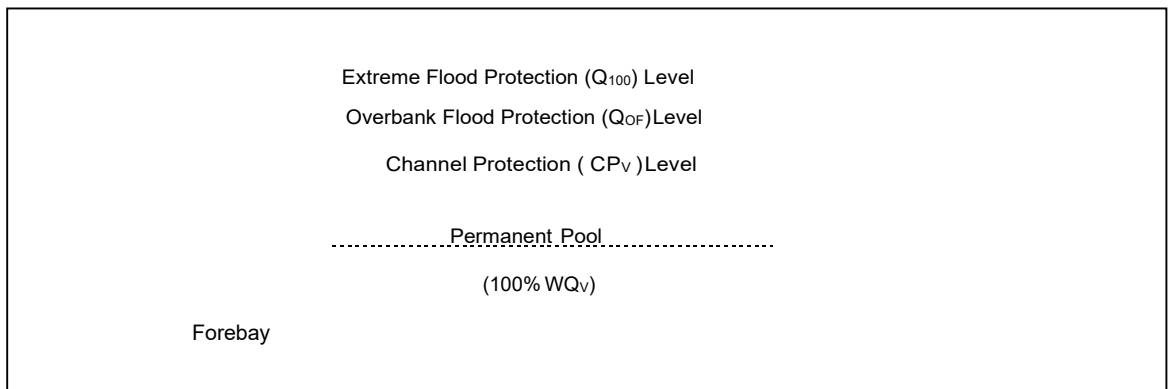 Extreme Flood Protection (Q100) Level
Overbank Flood Protection (QOF)Level
Channel Protection ( CPV )Level
Permanent Pool
(100% WQV)
Forebay